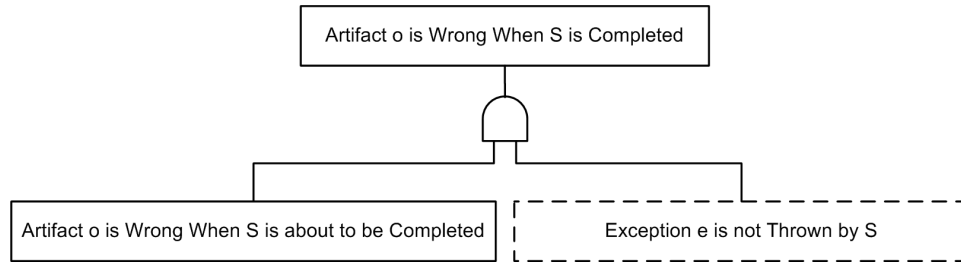 Artifact o is Wrong When S is Completed
Artifact o is Wrong When S is about to be Completed
Exception e is not Thrown by S